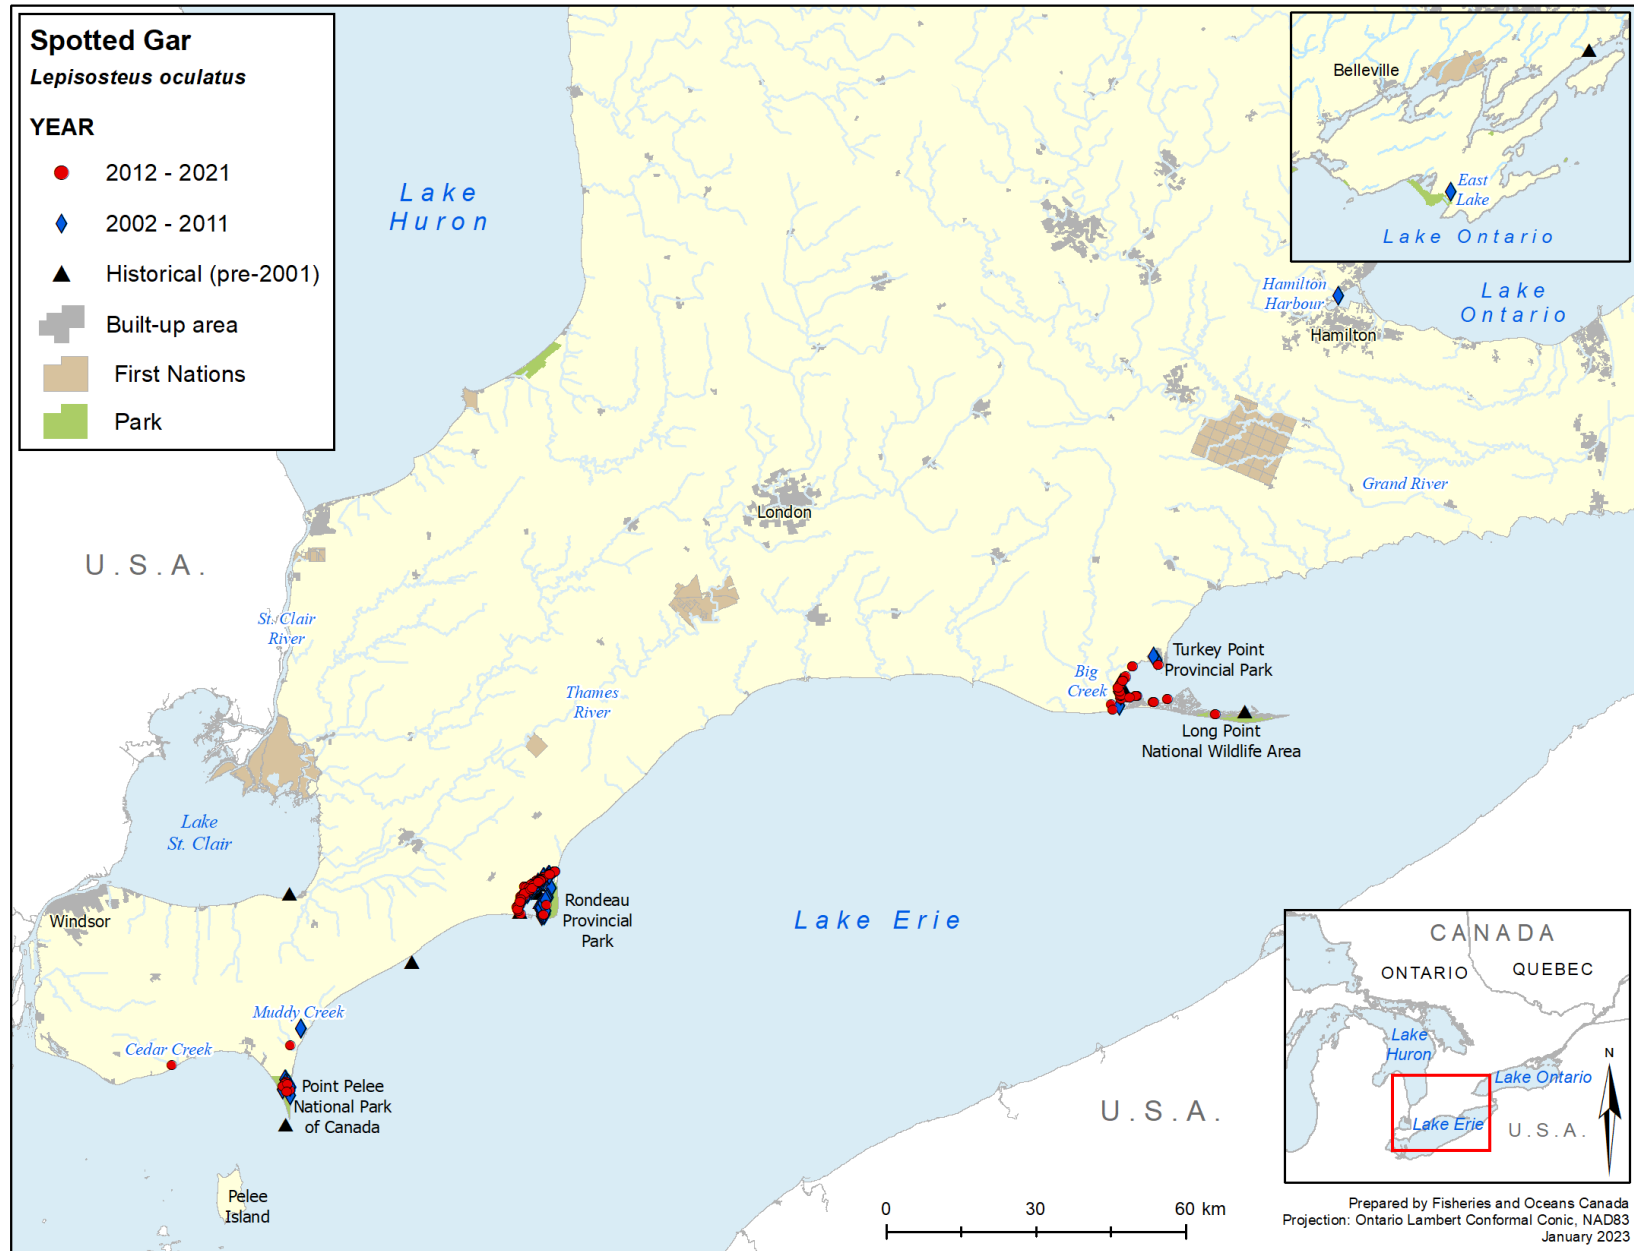 Spotted Gar
Lepisosteus oculatus
YEAR
2012 - 2021
2002 - 2011
Historical (pre-2001)
Built-up area
First Nations
Park
Lake
Huron
Belleville
East
Lake
Lake Ontario
Hamilton
Harbour
Lake
Ontario
Hamilton
Grand River
London
U.S.A.
St. Clair
River
Thames
River
Big
Creek
Turkey Point
Provincial Park
Long Point
National Wildlife Area
Lake
St. Clair
Windsor
Rondeau
Provincial
Park
Lake Erie
Muddy Creek
Cedar Creek
Point Pelee
National Park
of Canada
Pelee
Island
U.S.A.
CANADA
ONTARIO
QUEBEC
Lake
Huron
Lake Ontario
Lake Erie
U.S.A.
N
0 30 60 km
Prepared by Fisheries and Oceans Canada
Projection: Ontario Lambert Conformal Conic, NAD83
January 2023